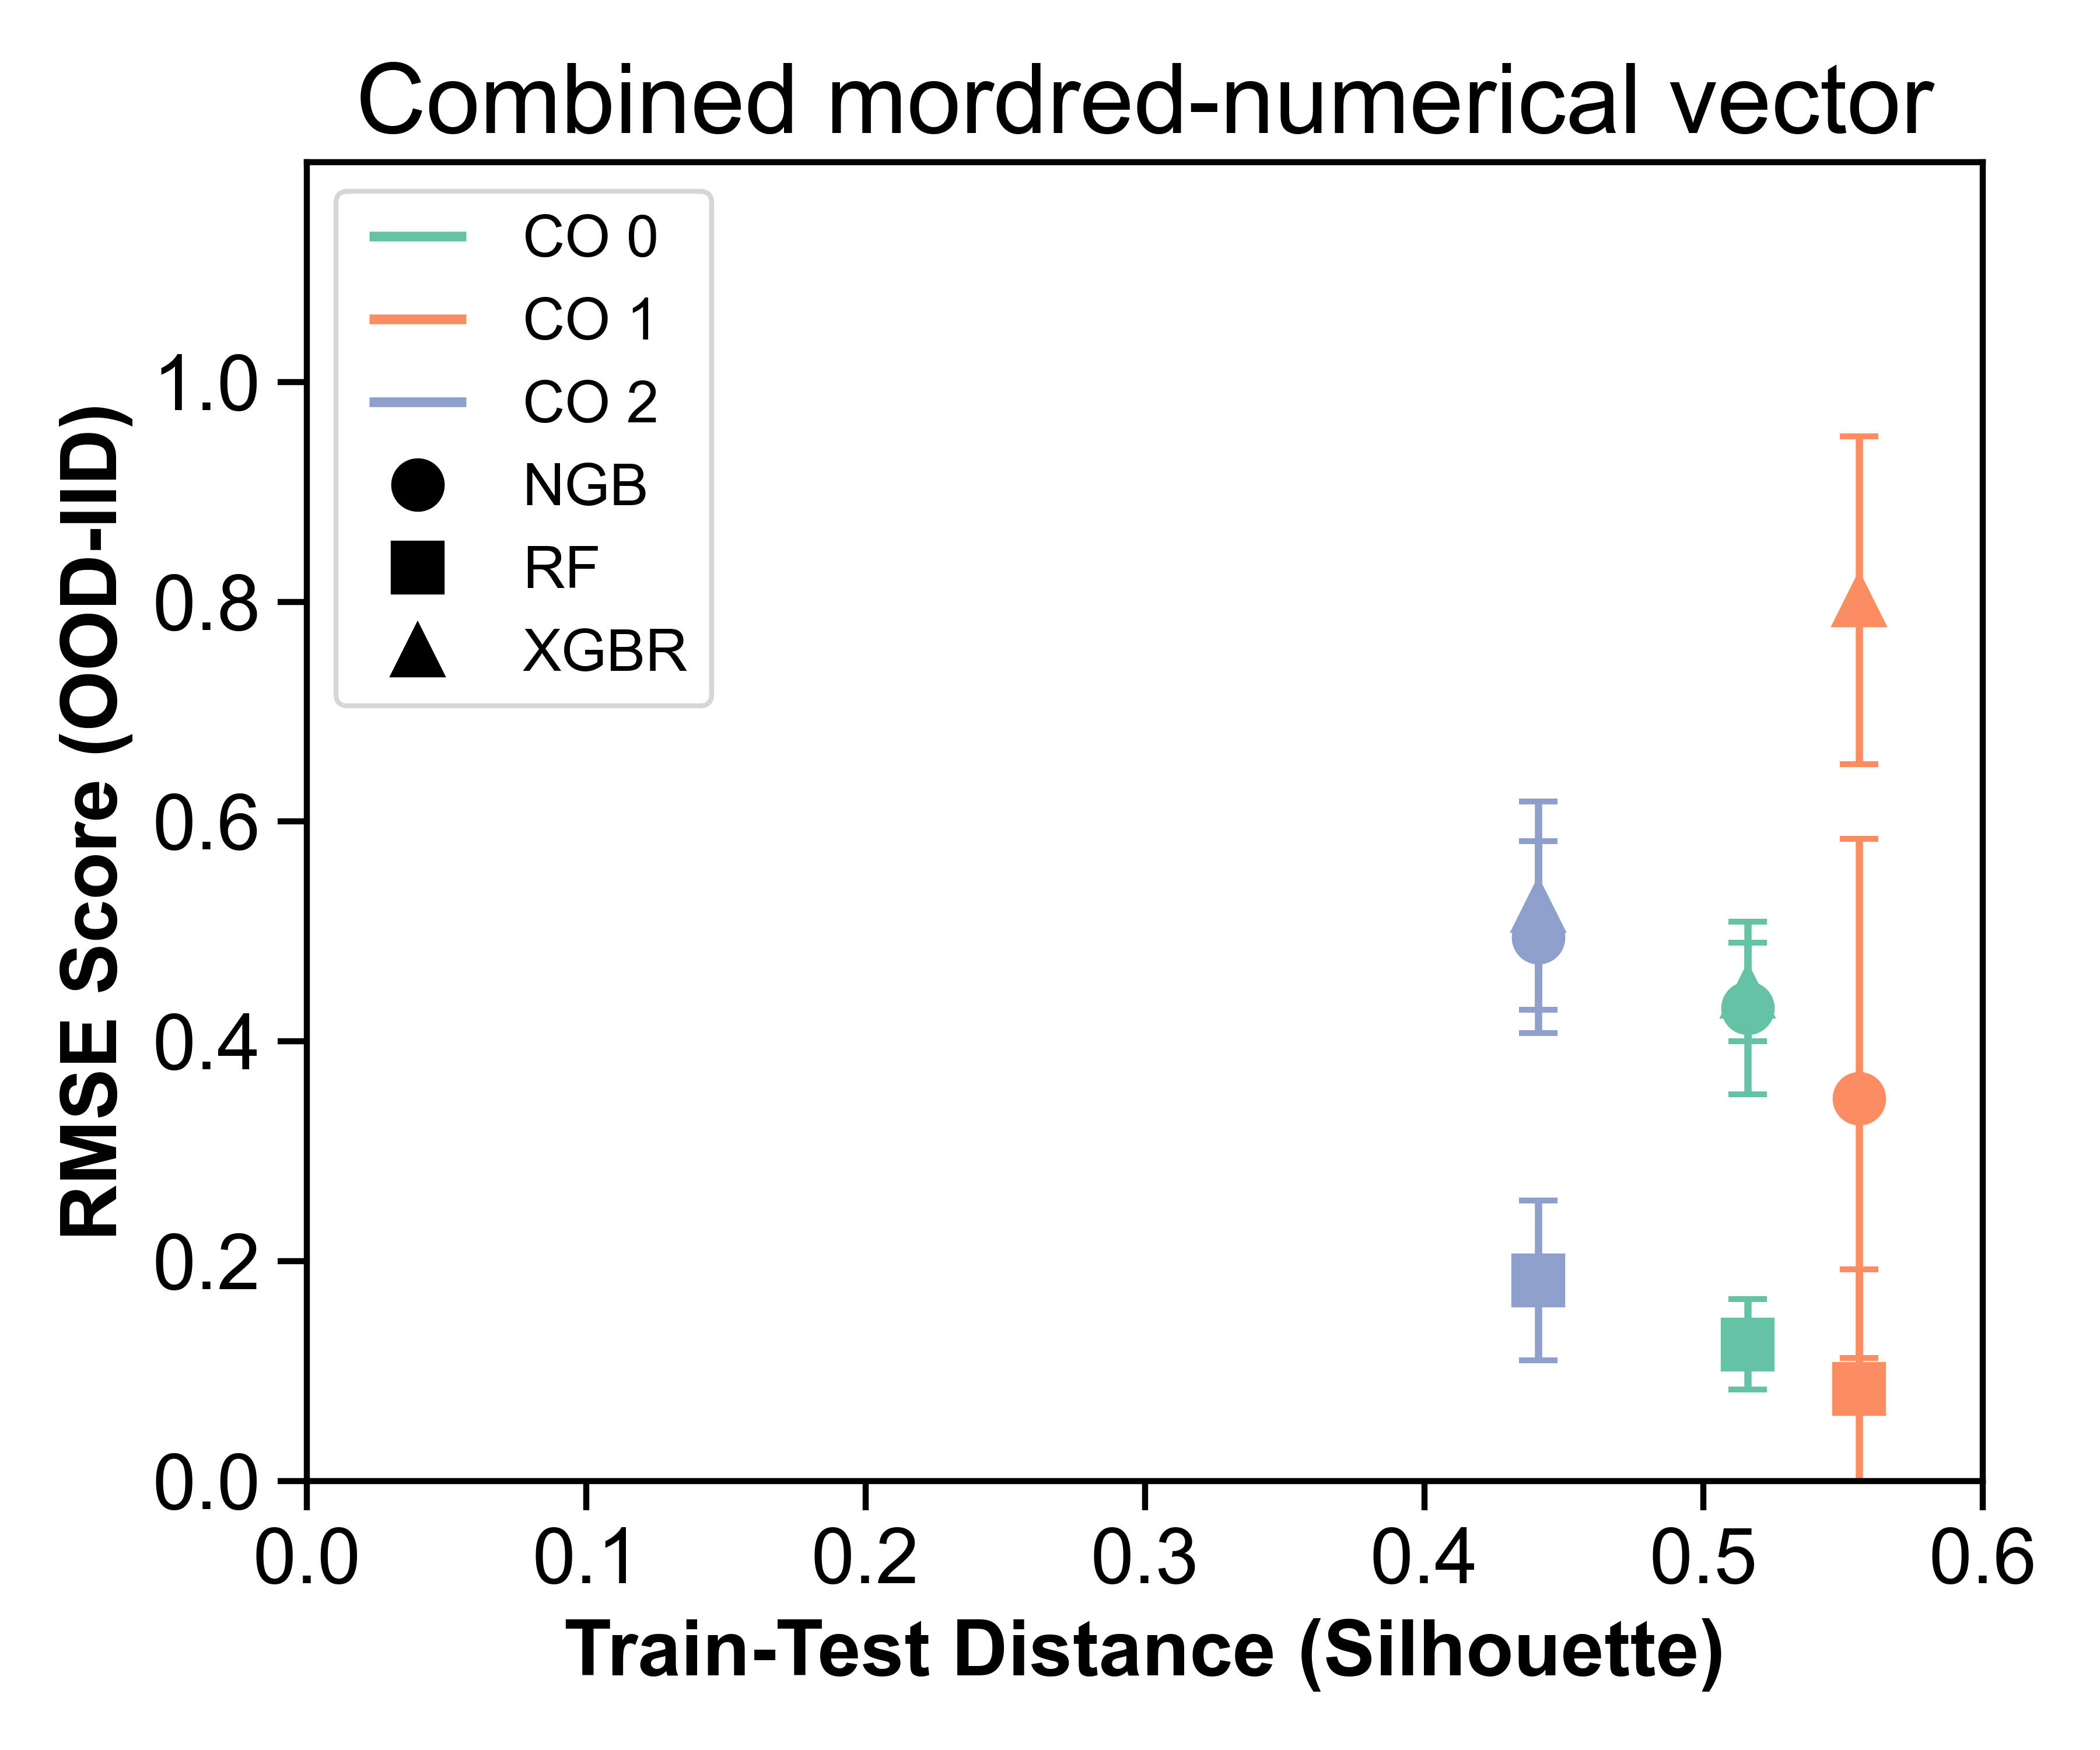 Combined mordred-numerical vector
CO 0
CO 1
CO 2
NGB
RF
XGBR
RMSE Score (OOD-IID)
1.0
0.8
0.6
0.4
0.2
0.0
0.0 0.1 0.2 0.3 0.4 0.5 0.6
Train-Test Distance (Silhouette)